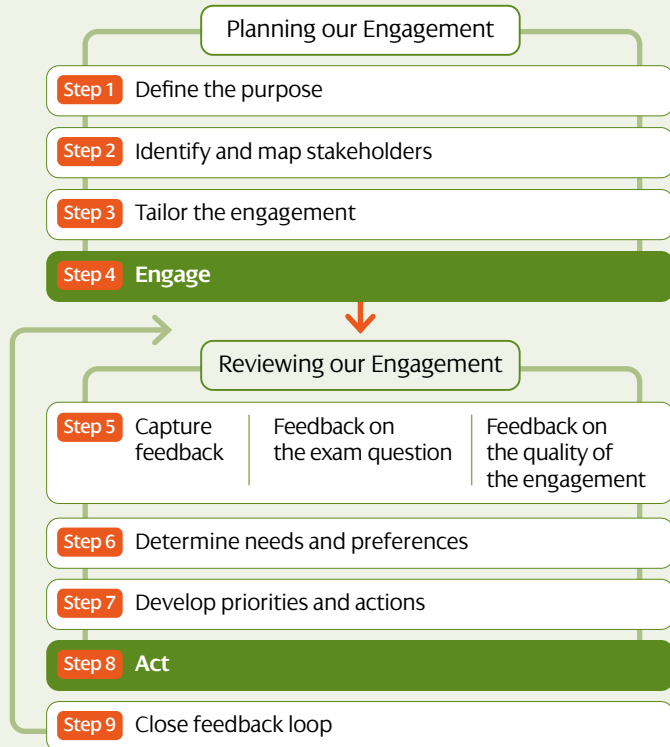 Planning our Engagement
Step 1 Define the purpose
Step 2 Identify and map stakeholders
Step 3 Tailor the engagement
Step 4 Engage
Reviewing our Engagement
Step 5 Capture
feedback
Feedback on
the exam question
Feedback on
the quality of
the engagement
Step 6 Determine needs and preferences
Step 7 Develop priorities and actions
Step 8 Act
Step 9 Close feedback loop